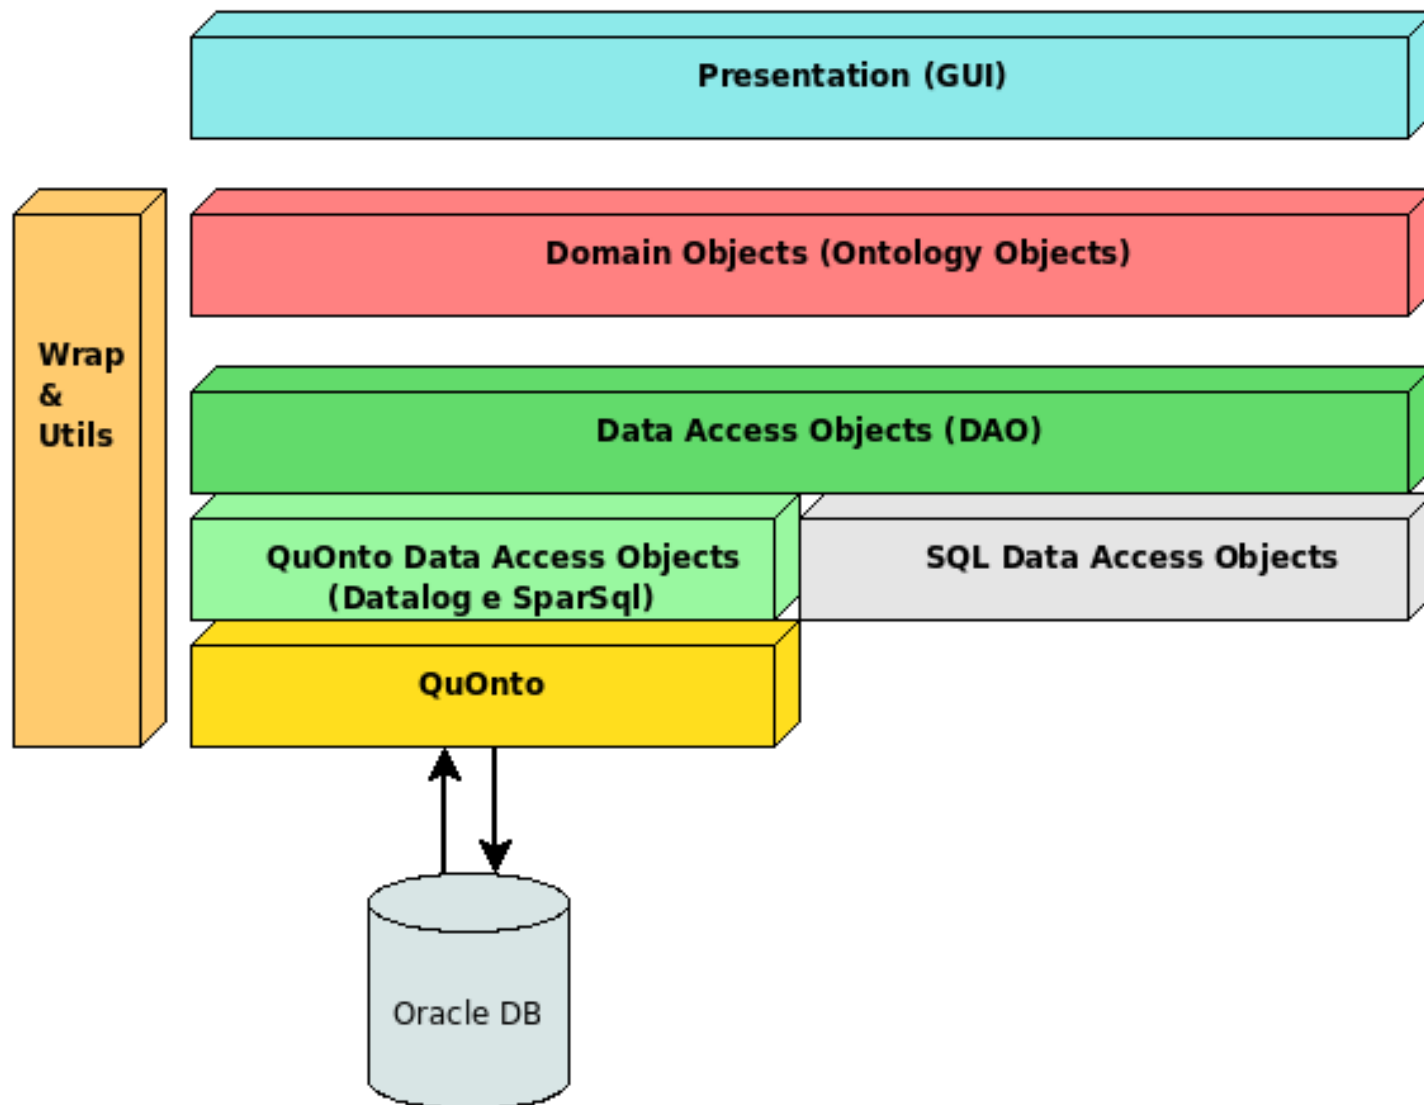 Presentation (GUI)
Domain Objects (Ontology Objects)
Wrap
&
Utils
Data Access Objects (DAO)
QuOnto Data Access Objects
(Datalog e SparSql)
SQL Data Access Objects
QuOnto
Oracle DB